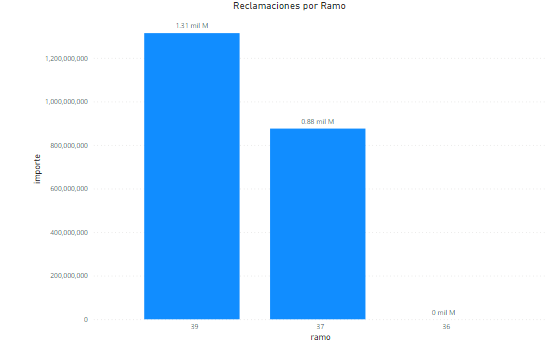 Reclamaciones por Ramo
1.31 mil M
1,200,000,000
1,000,000,000
0.88 mil M
800,000,000
importe
600,000,000
400,000,000
200,000,000
0 mil M
0
39 37 36
ramo